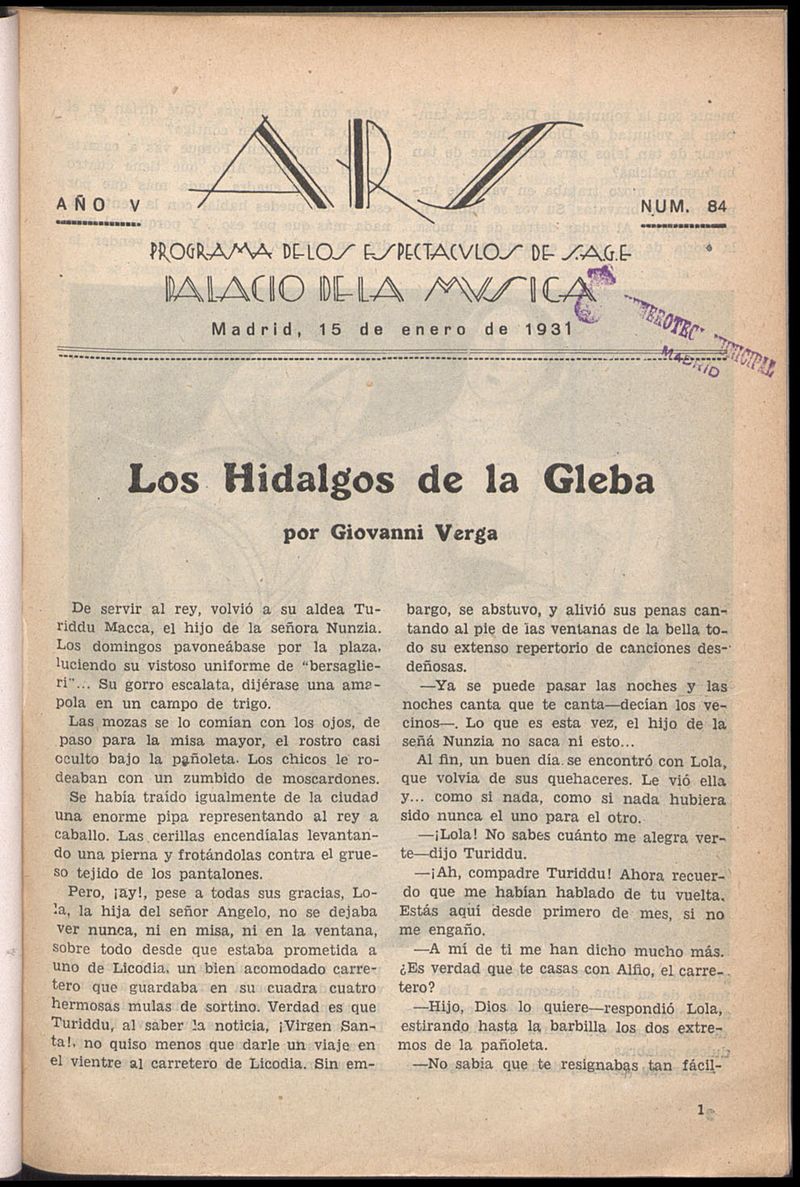 ARS
AÑO V
NUM. 84
PROGRAMA DE LOS ESPECTACVLOS DE S.A.G.E
PALACIO DE LA MVSICA
Madrid, 15 de enero de 1931
MADRID
Los Hidalgos de la Gleba
por Giovanni Verga
De servir al rey, volvió a su aldea Tu-
riddu Macca, el hijo de la señora Nunzia.
Los domingos pavoneábase por la plaza,
luciendo su vistoso uniforme de "bersaglie-
ri"... Su gorro escalata, dijérase una ama-
pola en un campo de trigo.
Las mozas se lo comían con los ojos, de
paso para la misa mayor, el rostro casi
oculto bajo la pañoleta. Los chicos le ro-
deaban con un zumbido de moscardones.
Se había traído igualmente de la ciudad
una enorme pipa representando al rey a
caballo. Las cerillas encendíalas levantan-
do una pierna y frotándolas contra el grue-
so tejido de los pantalones.
Pero, ¡ay!, pese a todas sus gracias, Lo-
la, la hija del señor Angelo, no se dejaba
ver nunca, ni en misa, ni en la ventana,
sobre todo desde que estaba prometida a
uno de Licodia, un bien acomodado carre-
tero que guardaba en su cuadra cuatro
hermosas mulas de sortino. Verdad es que
Turiddu, al saber la noticia, ¡Virgen San-
ta!, no quiso menos que darle un viaje en
el vientre al carretero de Licodia. Sin em-
bargo, se abstuvo, y alivió sus penas can-
tando al pie de las ventanas de la bella to-
do su extenso repertorio de canciones des-
deñosas.
—Ya se puede pasar las noches y las
noches canta que te canta—decían los ve-
cinos—. Lo que es esta vez, el hijo de la
señá Nunzia no saca ni esto...
Al fin, un buen día se encontró con Lola,
que volvía de sus quehaceres. Le vió ella
y... como si nada, como si nada hubiera
sido nunca el uno para el otro.
—¡Lola! No sabes cuánto me alegra ver-
te—dijo Turiddu.
—¡Ah, compadre Turiddu! Ahora recuer-
do que me habían hablado de tu vuelta.
Estás aquí desde primero de mes, si no
me engaño.
—A mí de ti me han dicho mucho más.
¿Es verdad que te casas con Alfio, el carre-
tero?
—Hijo, Dios lo quiere—respondió Lola,
estirando hasta la barbilla los dos extre-
mos de la pañoleta.
—No sabía que te resignabas tan fácil-
1